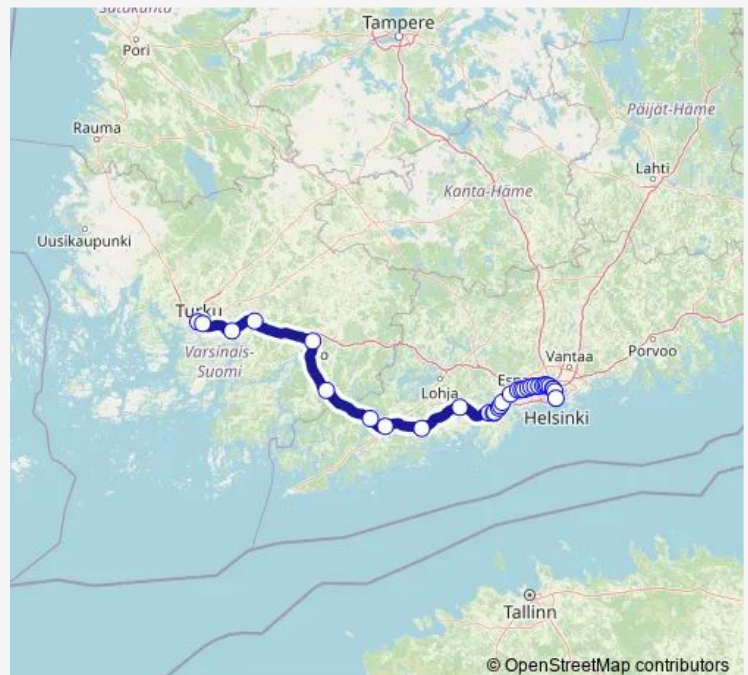 Satakunta
Tampere
Pori
Päijät-Häme
Rauma
Lahti
Kanta-Häme
Uusikaupunki
Turku
Varsinais-
Suomi
Vantaa
Porvoo
Lohja
Espoo
Helsinki
Tallinn
© OpenStreetMap contributors